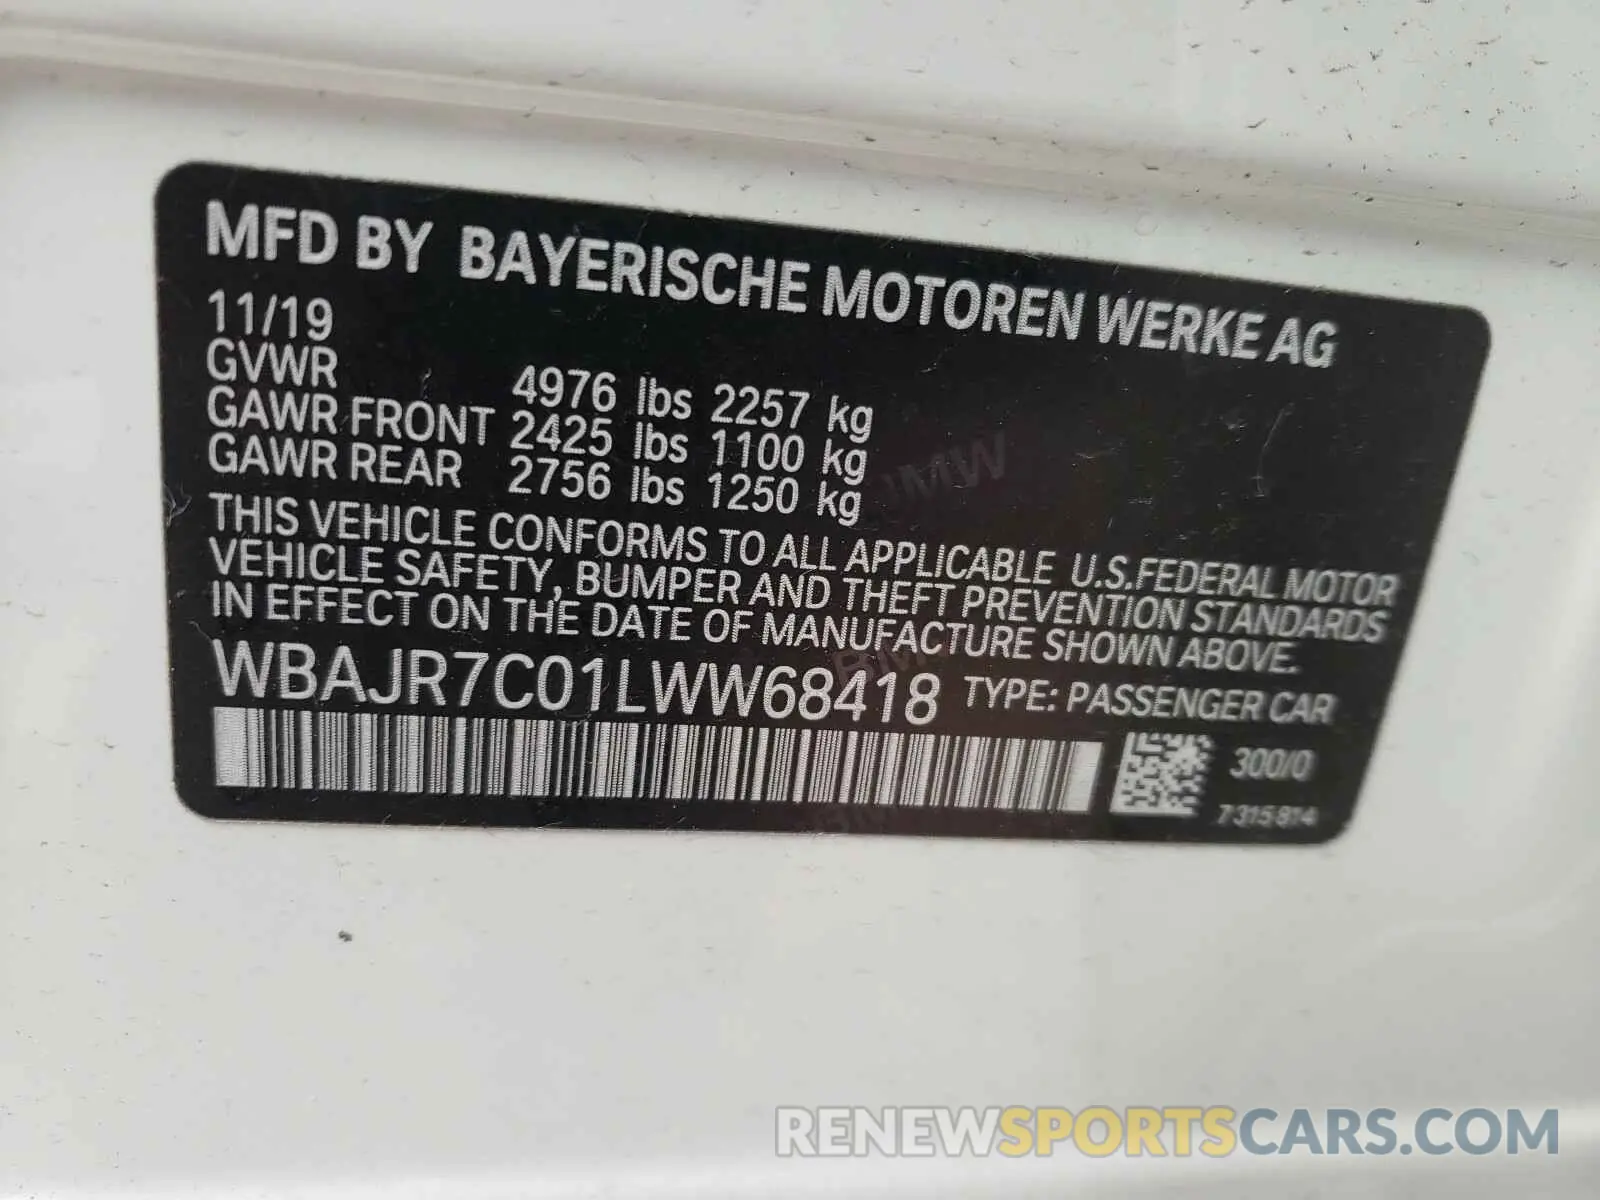 MFD BY BAYERISCHE MOTOREN WERKE AG
11/19
GVWR 4976 lbs 2257 kg
GAWR FRONT 2425 lbs 1100 kg
GAWR REAR 2756 lbs 1250 kg
THIS VEHICLE CONFORMS TO ALL APPLICABLE U.S.FEDERAL MOTOR
VEHICLE SAFETY, BUMPER AND THEFT PREVENTION STANDARDS
IN EFFECT ON THE DATE OF MANUFACTURE SHOWN ABOVE.
WBAJR7C01LWW68418 TYPE: PASSENGER CAR
300/0
7315814
BMW
BMW
BMW
RENEWSPORTSCARS.COM